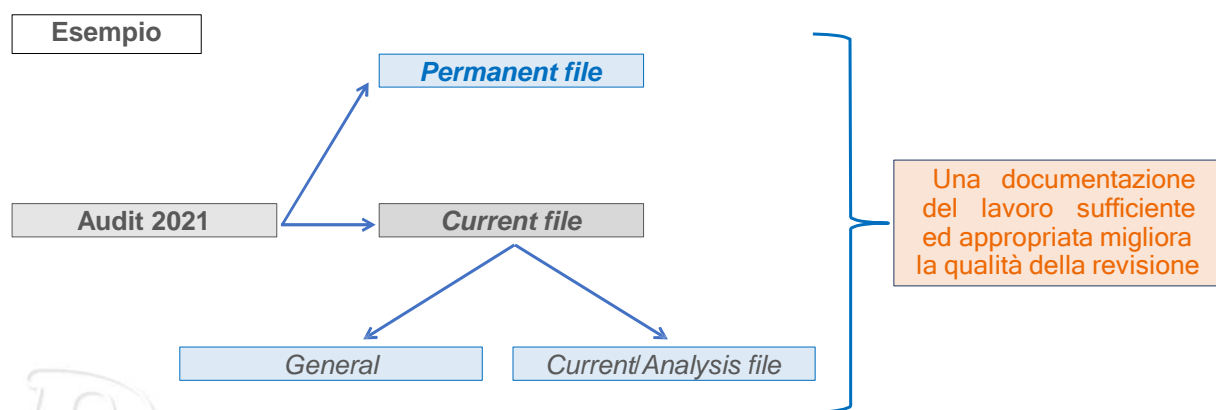 Esempio
Permanent file
Audit 2021
Current file
General
Current/Analysis file
Una documentazione
del lavoro sufficiente
ed appropriata migliora
la qualità della revisione